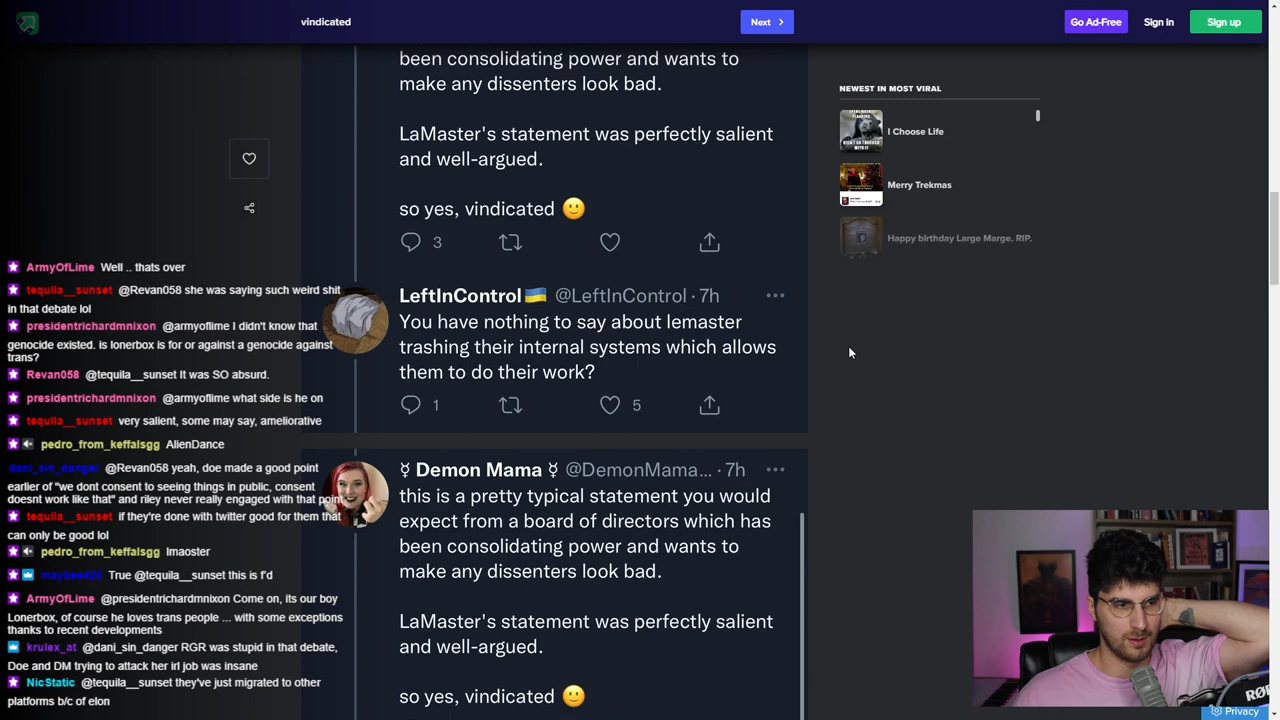 vindicated
Next
Go Ad-Free
Sign in
Sign up
been consolidating power and wants to
make any dissenters look bad.
LaMaster's statement was perfectly salient
and well-argued.
so yes, vindicated 🙂
3
LeftInControl🇺🇦 @LeftInControl · 7h
You have nothing to say about lemaster
trashing their internal systems which allows
them to do their work?
1
5
☿ Demon Mama ☿ @DemonMama... · 7h
this is a pretty typical statement you would
expect from a board of directors which has
been consolidating power and wants to
make any dissenters look bad.
LaMaster's statement was perfectly salient
and well-argued.
so yes, vindicated 🙂
NEWEST IN MOST VIRAL
I Choose Life
Merry Trekmas
Happy birthday Large Marge. RIP.
ArmyOfLime Well .. thats over
tequila__sunset @Revan058 she was saying such weird shit
in that debate lol
presidentrichardmnixon @armyoflime I didn't know that
genocide existed. is lonerbox is for or against a genocide against
trans?
Revan058 @tequila__sunset It was SO absurd.
presidentrichardmnixon @armyoflime what side is he on
tequila__sunset very salient, some may say, ameliorative
pedro_from_keffalsgg AlienDance
dani_sin_danger @Revan058 yeah, doe made a good point
earlier of "we dont consent to seeing things in public, consent
doesnt work like that" and riley never really engaged with that point
tequila__sunset if they're done with twitter good for them that
can only be good lol
pedro_from_keffalsgg lmaoster
True @tequila__sunset this is f'd
ArmyOfLime @presidentrichardmnixon Come on, its our boy
Lonerbox, of course he loves trans people ... with some exceptions
thanks to recent developments
krulex_at @dani_sin_danger RGR was stupid in that debate,
Doe and DM trying to attack her irl job was insane
NicStatic @tequila__sunset they've just migrated to other
platforms b/c of elon
Privacy